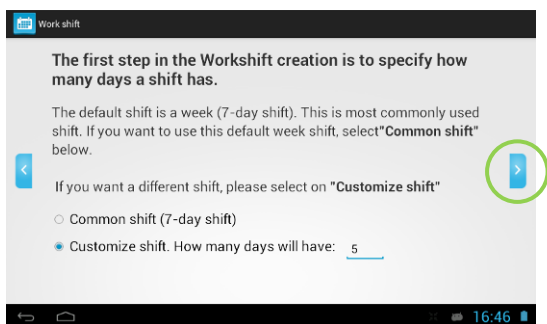 Work shift
The first step in the Workshift creation is to specify how
many days a shift has.
The default shift is a week (7-day shift). This is most commonly used
shift. If you want to use this default week shift, select"Common shift"
below.
If you want a different shift, please select on "Customize shift"
Common shift (7-day shift)
Customize shift. How many days will have: 5
16:46